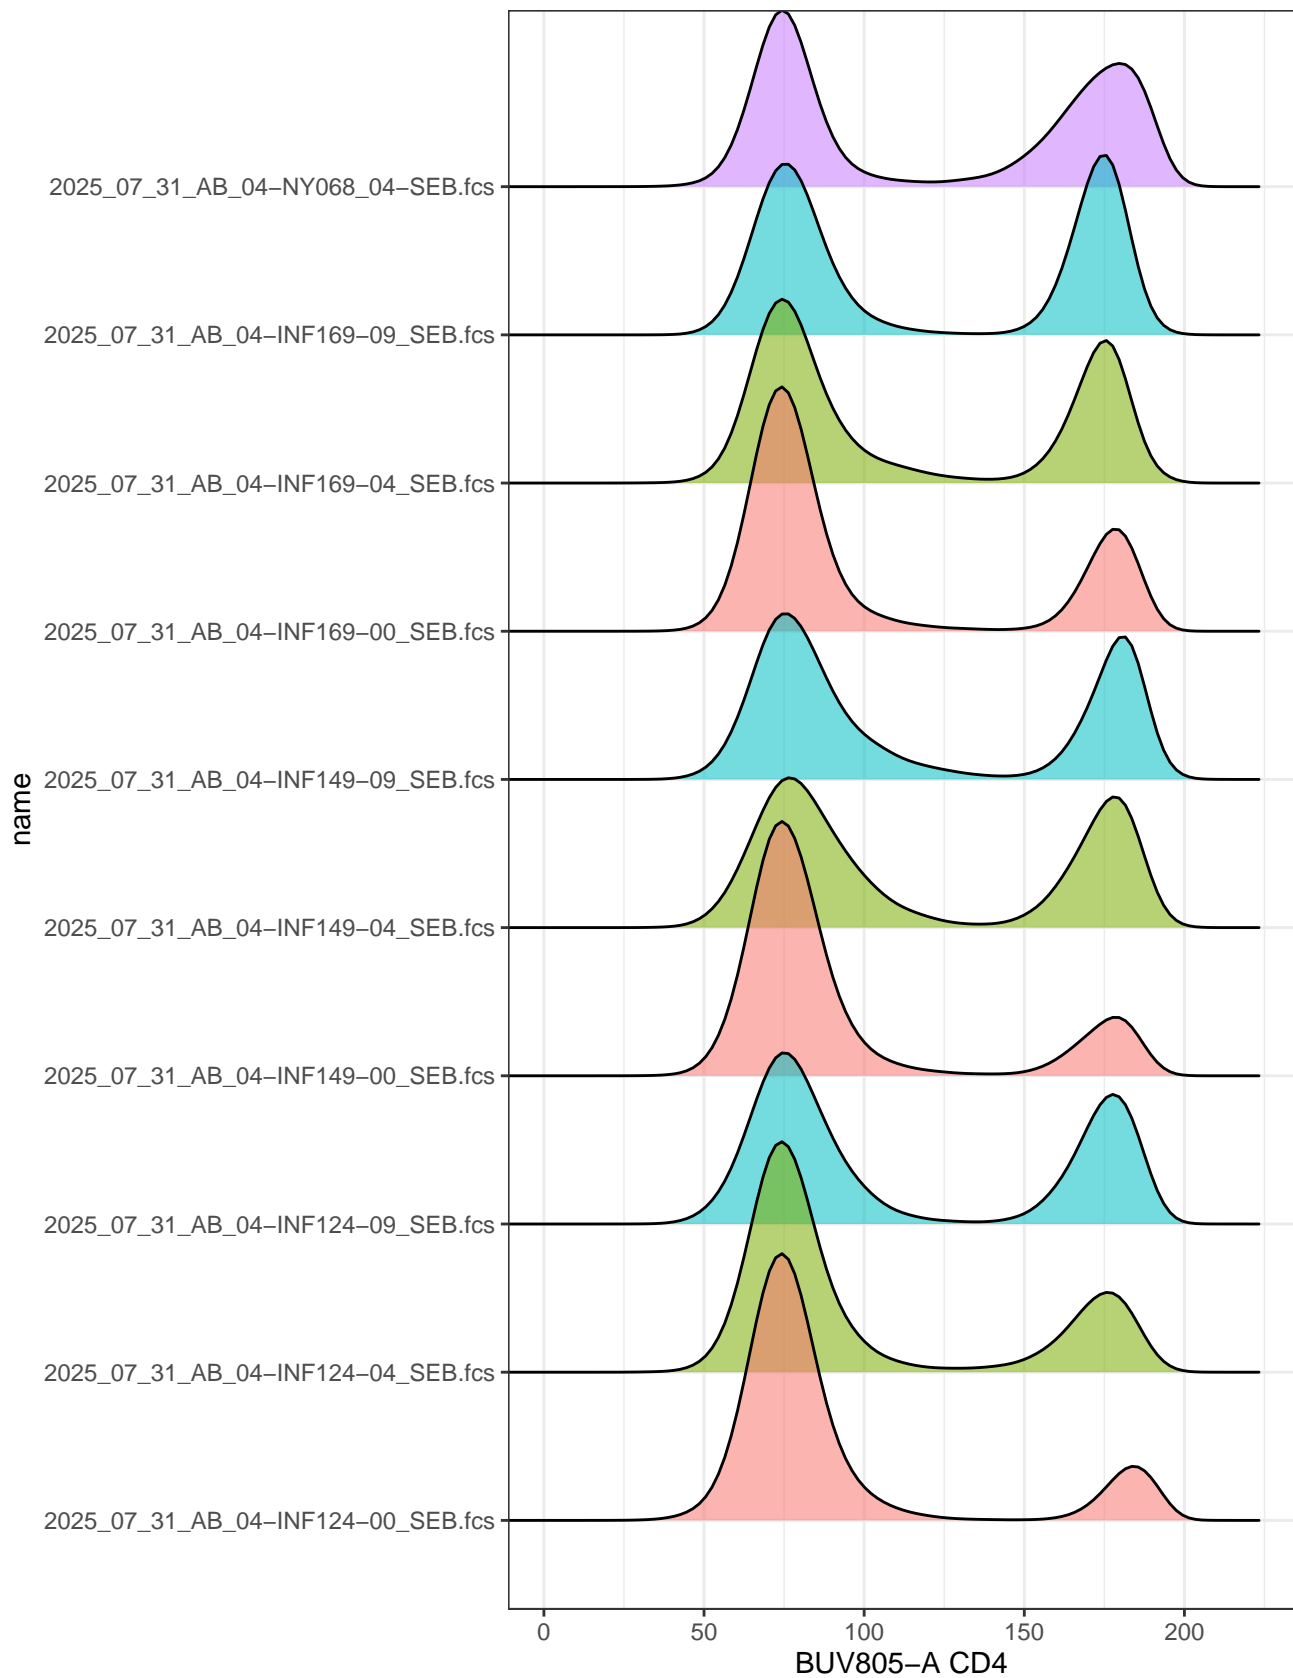 2025_07_31_AB_04−NY068_04−SEB.fcs
2025_07_31_AB_04−INF169−09_SEB.fcs
2025_07_31_AB_04−INF169−04_SEB.fcs
2025_07_31_AB_04−INF169−00_SEB.fcs
2025_07_31_AB_04−INF149−09_SEB.fcs
name
2025_07_31_AB_04−INF149−04_SEB.fcs
2025_07_31_AB_04−INF149−00_SEB.fcs
2025_07_31_AB_04−INF124−09_SEB.fcs
2025_07_31_AB_04−INF124−04_SEB.fcs
2025_07_31_AB_04−INF124−00_SEB.fcs
0 50 100 150 200
BUV805−A CD4